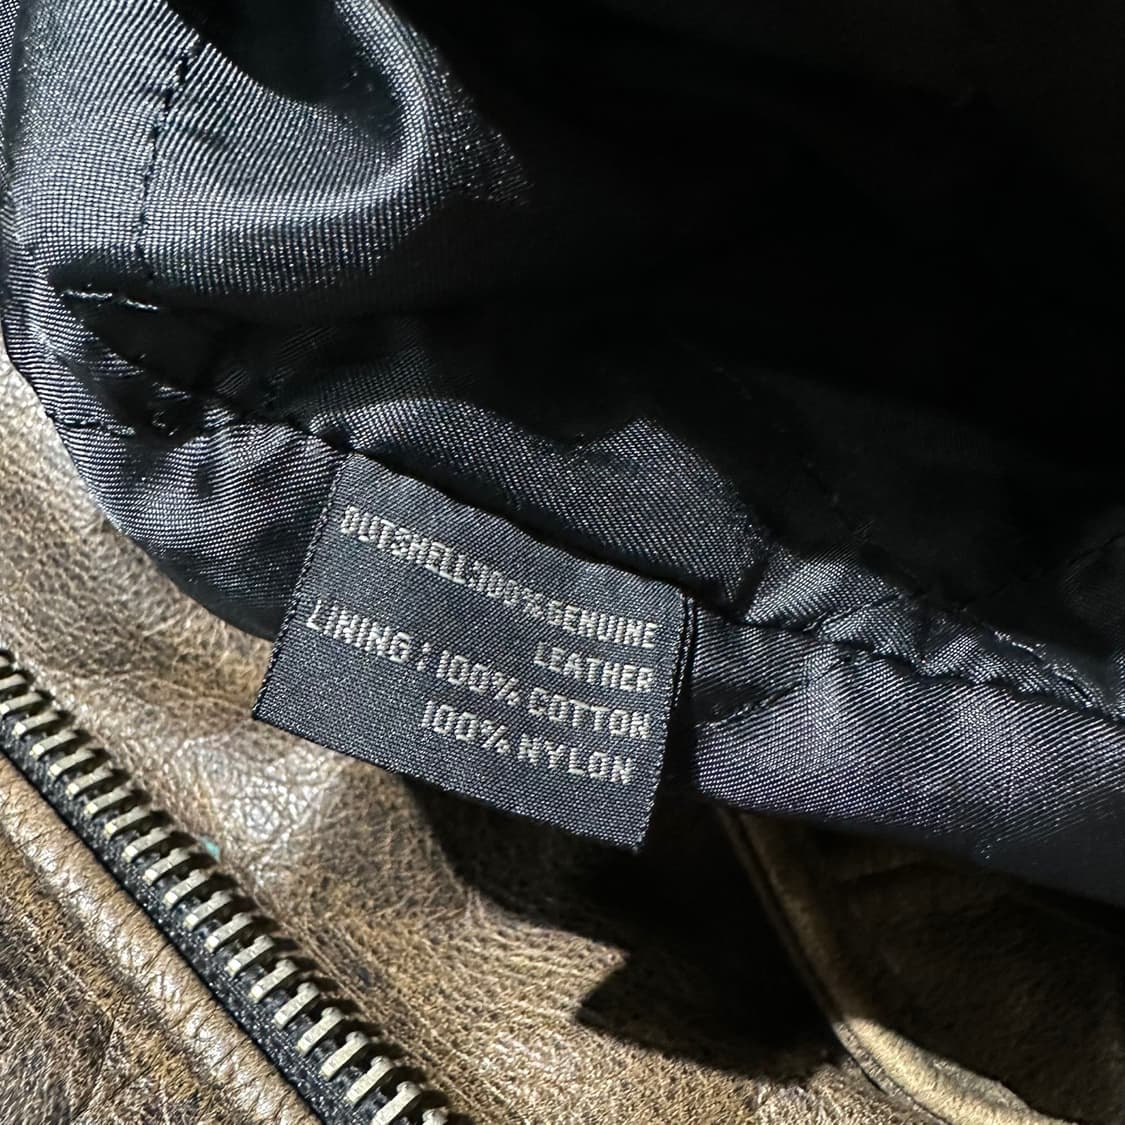 OUTSHELL:100% GENUINE
LEATHER
LINING : 100% COTTON
100% NYLON